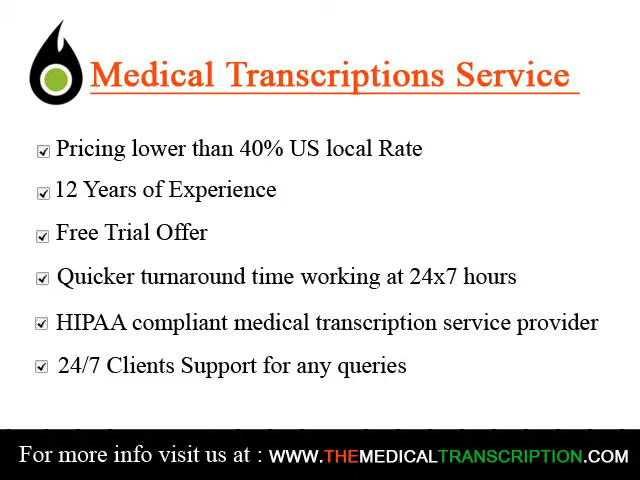 Medical Transcriptions Service
Pricing lower than 40% US local Rate
12 Years of Experience
Free Trial Offer
Quicker turnaround time working at 24x7 hours
HIPAA compliant medical transcription service provider
24/7 Clients Support for any queries
For more info visit us at : WWW.THEMEDICALTRANSCRIPTION.COM